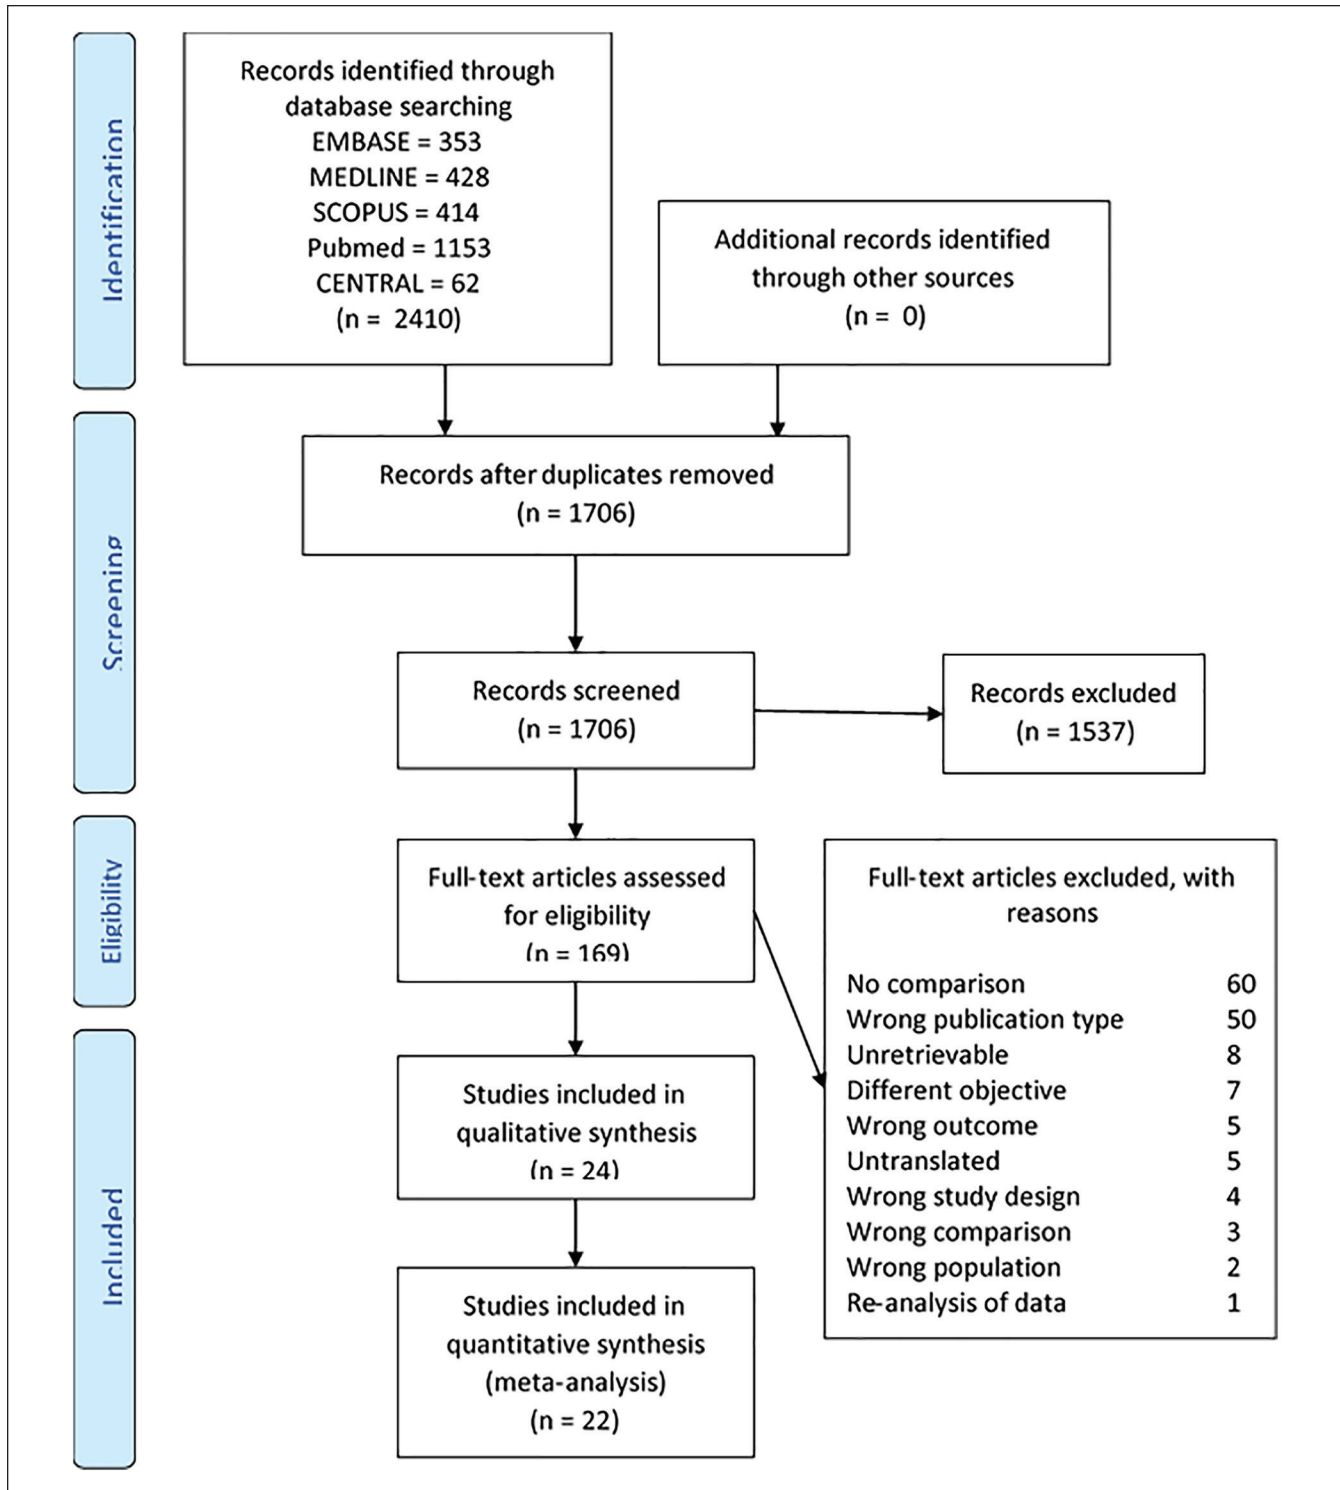 Identification
Records identified through
database searching
EMBASE = 353
MEDLINE = 428
SCOPUS = 414
Pubmed = 1153
CENTRAL = 62
(n = 2410)
Additional records identified
through other sources
(n = 0)
Screening
Records after duplicates removed
(n = 1706)
Records screened
(n = 1706)
Records excluded
(n = 1537)
Eligibility
Full-text articles assessed
for eligibility
(n = 169)
Full-text articles excluded, with
reasons
No comparison 60
Wrong publication type 50
Unretrievable 8
Different objective 7
Wrong outcome 5
Untranslated 5
Wrong study design 4
Wrong comparison 3
Wrong population 2
Re-analysis of data 1
Included
Studies included in
qualitative synthesis
(n = 24)
Studies included in
quantitative synthesis
(meta-analysis)
(n = 22)